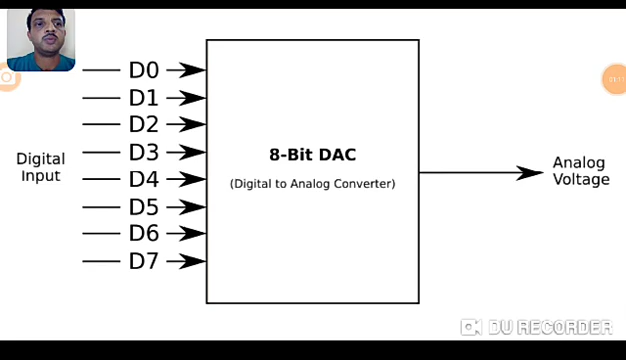 D0
D1
D2
D3
D4
D5
D6
D7
Digital
Input
8-Bit DAC
(Digital to Analog Converter)
Analog
Voltage
DU RECORDER